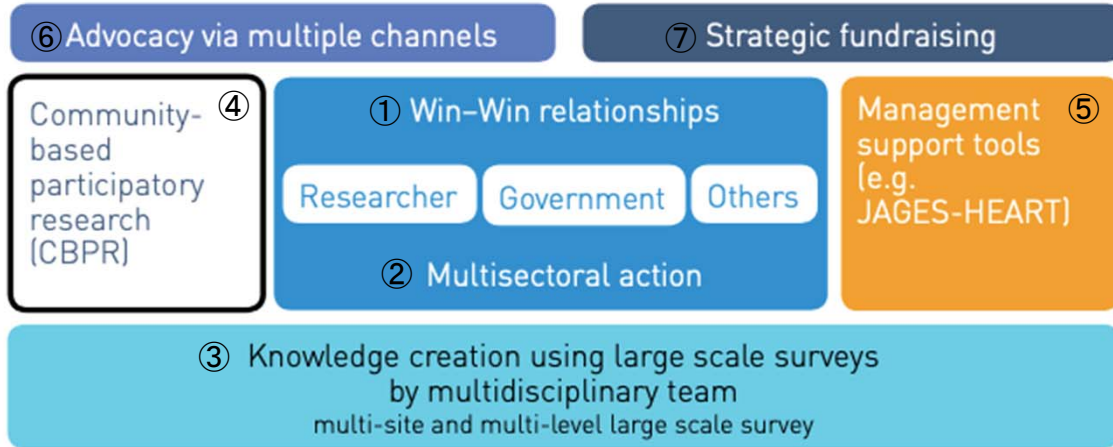 ⑥ Advocacy via multiple channels
⑦ Strategic fundraising
④
Community-
based
participatory
research
(CBPR)
① Win–Win relationships
Researcher
Government
Others
② Multisectoral action
Management
⑤
support tools
(e.g.
JAGES-HEART)
③ Knowledge creation using large scale surveys
by multidisciplinary team
multi-site and multi-level large scale survey